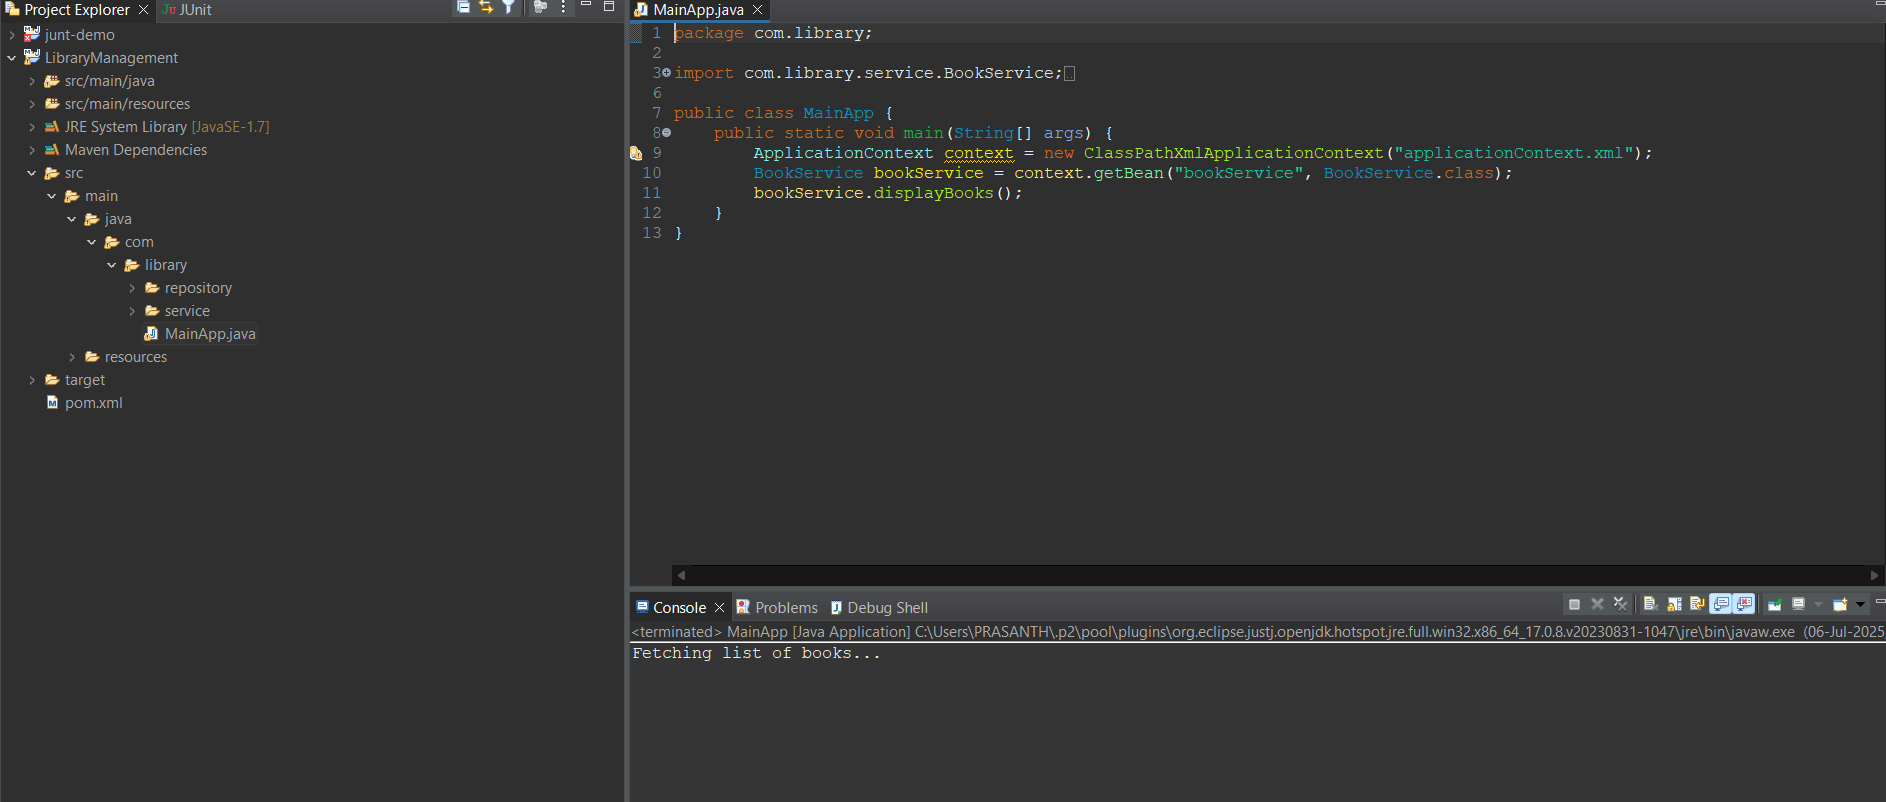 Project Explorer
JUnit
junt-demo
LibraryManagement
src/main/java
src/main/resources
JRE System Library [JavaSE-1.7]
Maven Dependencies
src
main
java
com
library
repository
service
MainApp.java
resources
target
pom.xml
MainApp.java
1 package com.library;
2
3 import com.library.service.BookService;
6
7 public class MainApp {
8 public static void main(String[] args) {
9 ApplicationContext context = new ClassPathXmlApplicationContext("applicationContext.xml");
10 BookService bookService = context.getBean("bookService", BookService.class);
11 bookService.displayBooks();
12 }
13 }
Console Problems Debug Shell
<terminated> MainApp [Java Application] C:\Users\PRASANTH\.p2\pool\plugins\org.eclipse.justj.openjdk.hotspot.jre.full.win32.x86_64_17.0.8.v20230831-1047\jre\bin\javaw.exe (06-Jul-2025
Fetching list of books...